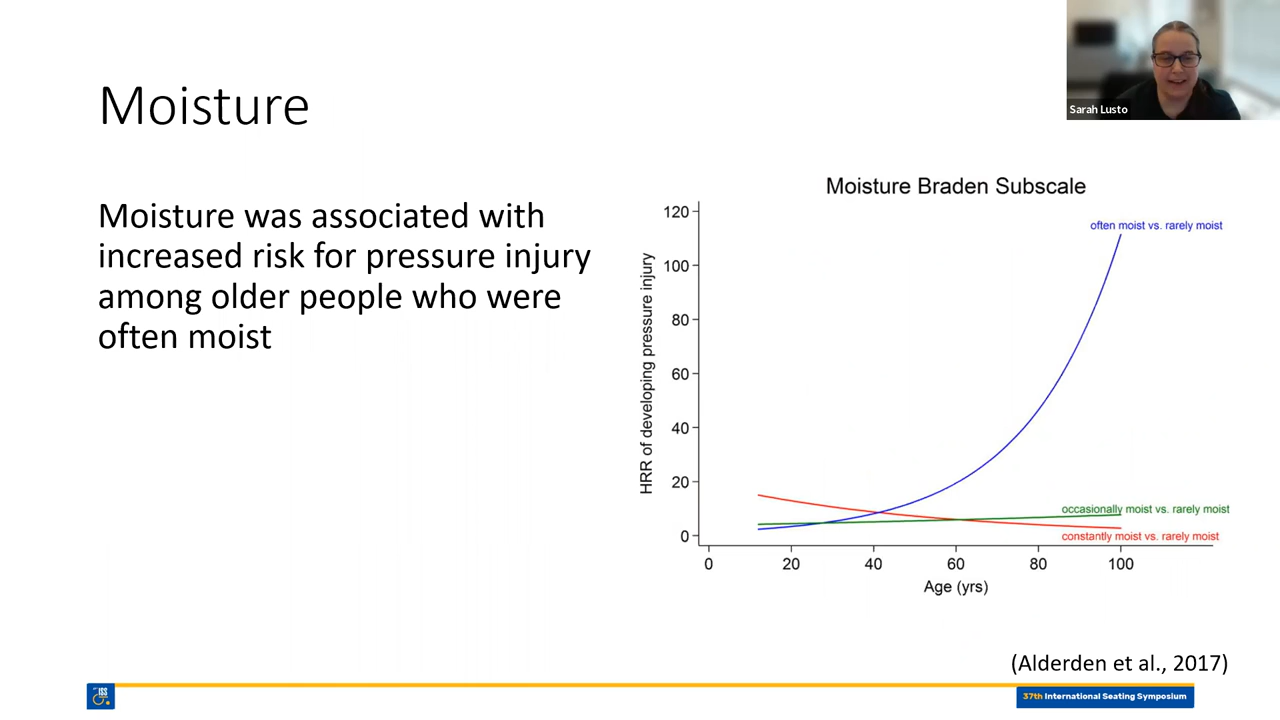 Moisture
Sarah Lusto
Moisture was associated with
increased risk for pressure injury
among older people who were
often moist
Moisture Braden Subscale
HRR of developing pressure injury
120
100
80
60
40
20
0
often moist vs. rarely moist
occasionally moist vs. rarely moist
constantly moist vs. rarely moist
0 20 40 60 80 100
Age (yrs)
(Alderden et al., 2017)
ISS
37th International Seating Symposium